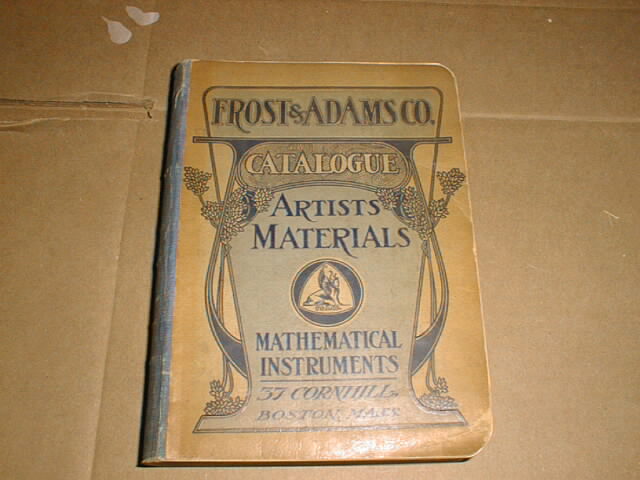 FROST & ADAMS CO.
CATALOGUE
ARTISTS
MATERIALS
MATHEMATICAL
INSTRUMENTS
37 CORNHILL,
BOSTON, MASS.